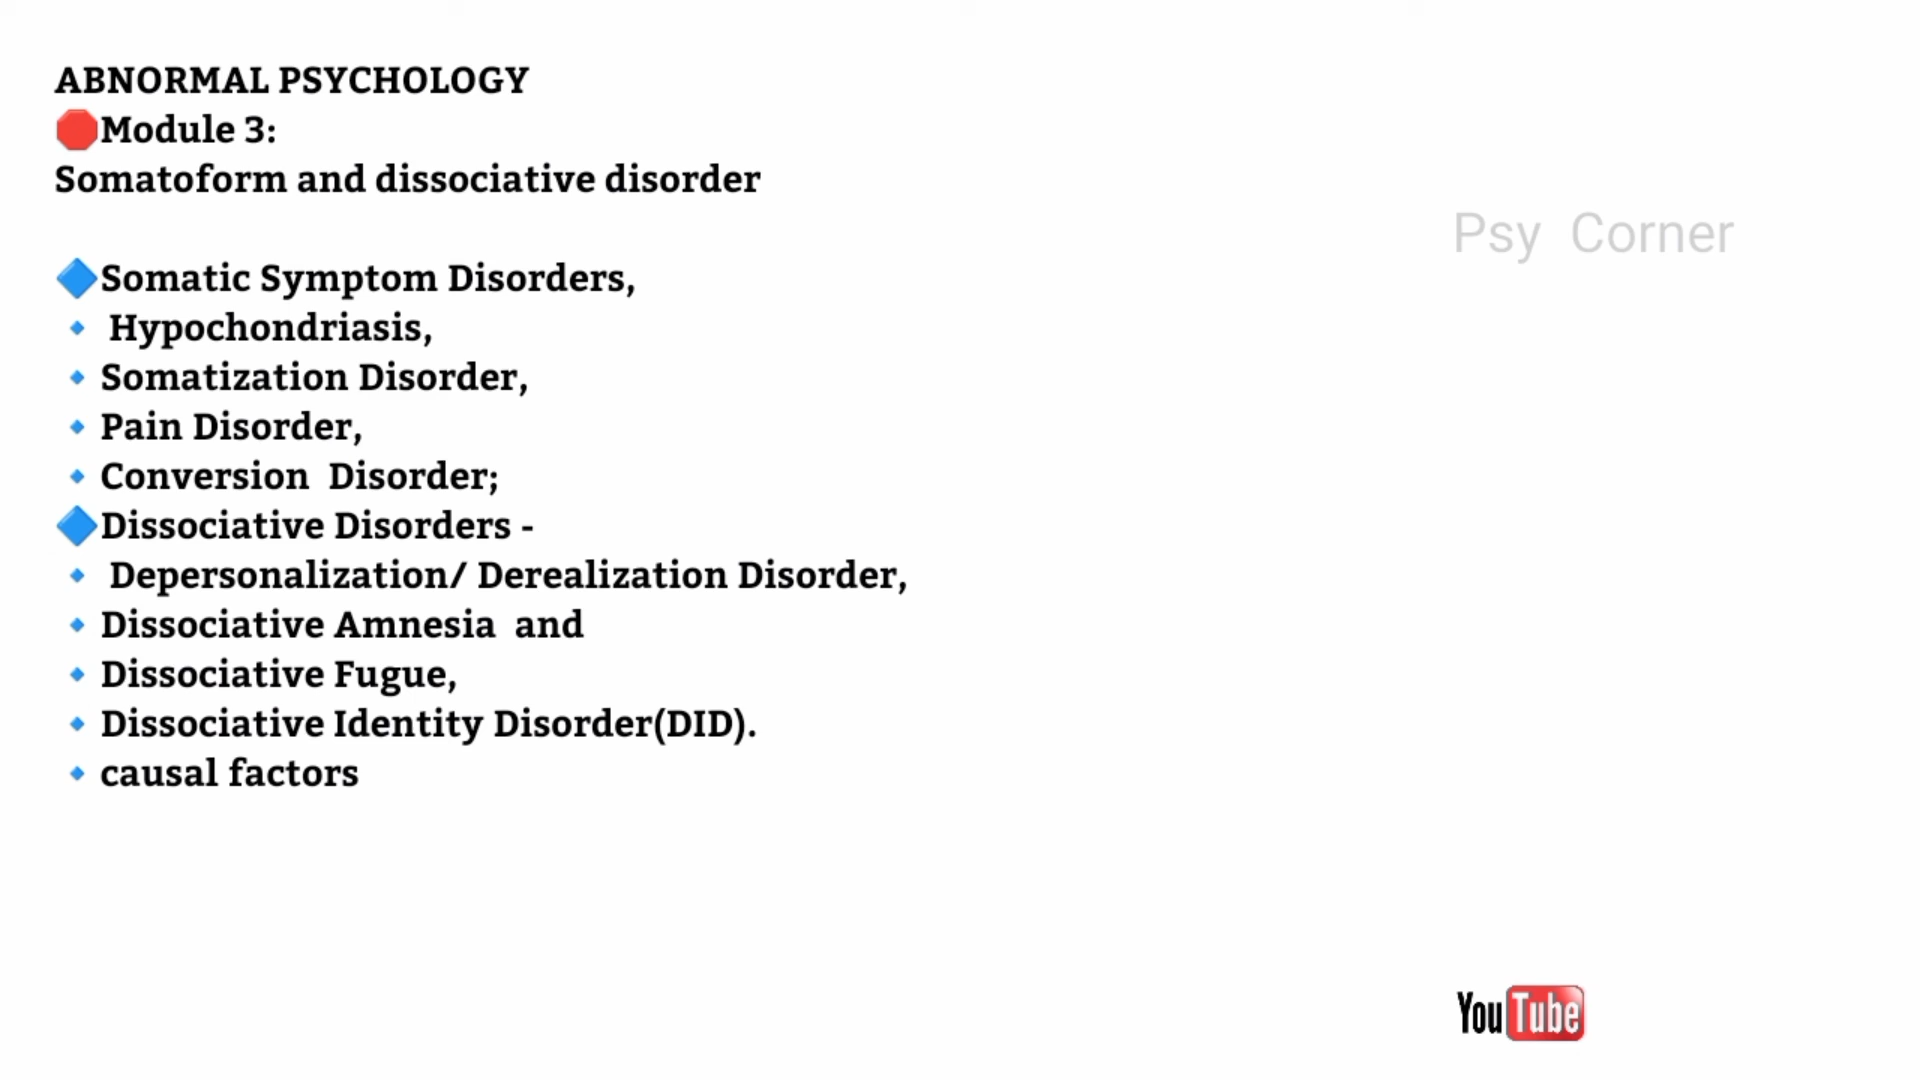 ABNORMAL PSYCHOLOGY
🛑Module 3:
Somatoform and dissociative disorder
Psy Corner
🔷Somatic Symptom Disorders,
🔹 Hypochondriasis,
🔹Somatization Disorder,
🔹Pain Disorder,
🔹Conversion  Disorder;
🔷Dissociative Disorders -
🔹 Depersonalization/ Derealization Disorder,
🔹Dissociative Amnesia  and
🔹Dissociative Fugue,
🔹Dissociative Identity Disorder(DID).
🔹causal factors
YouTube